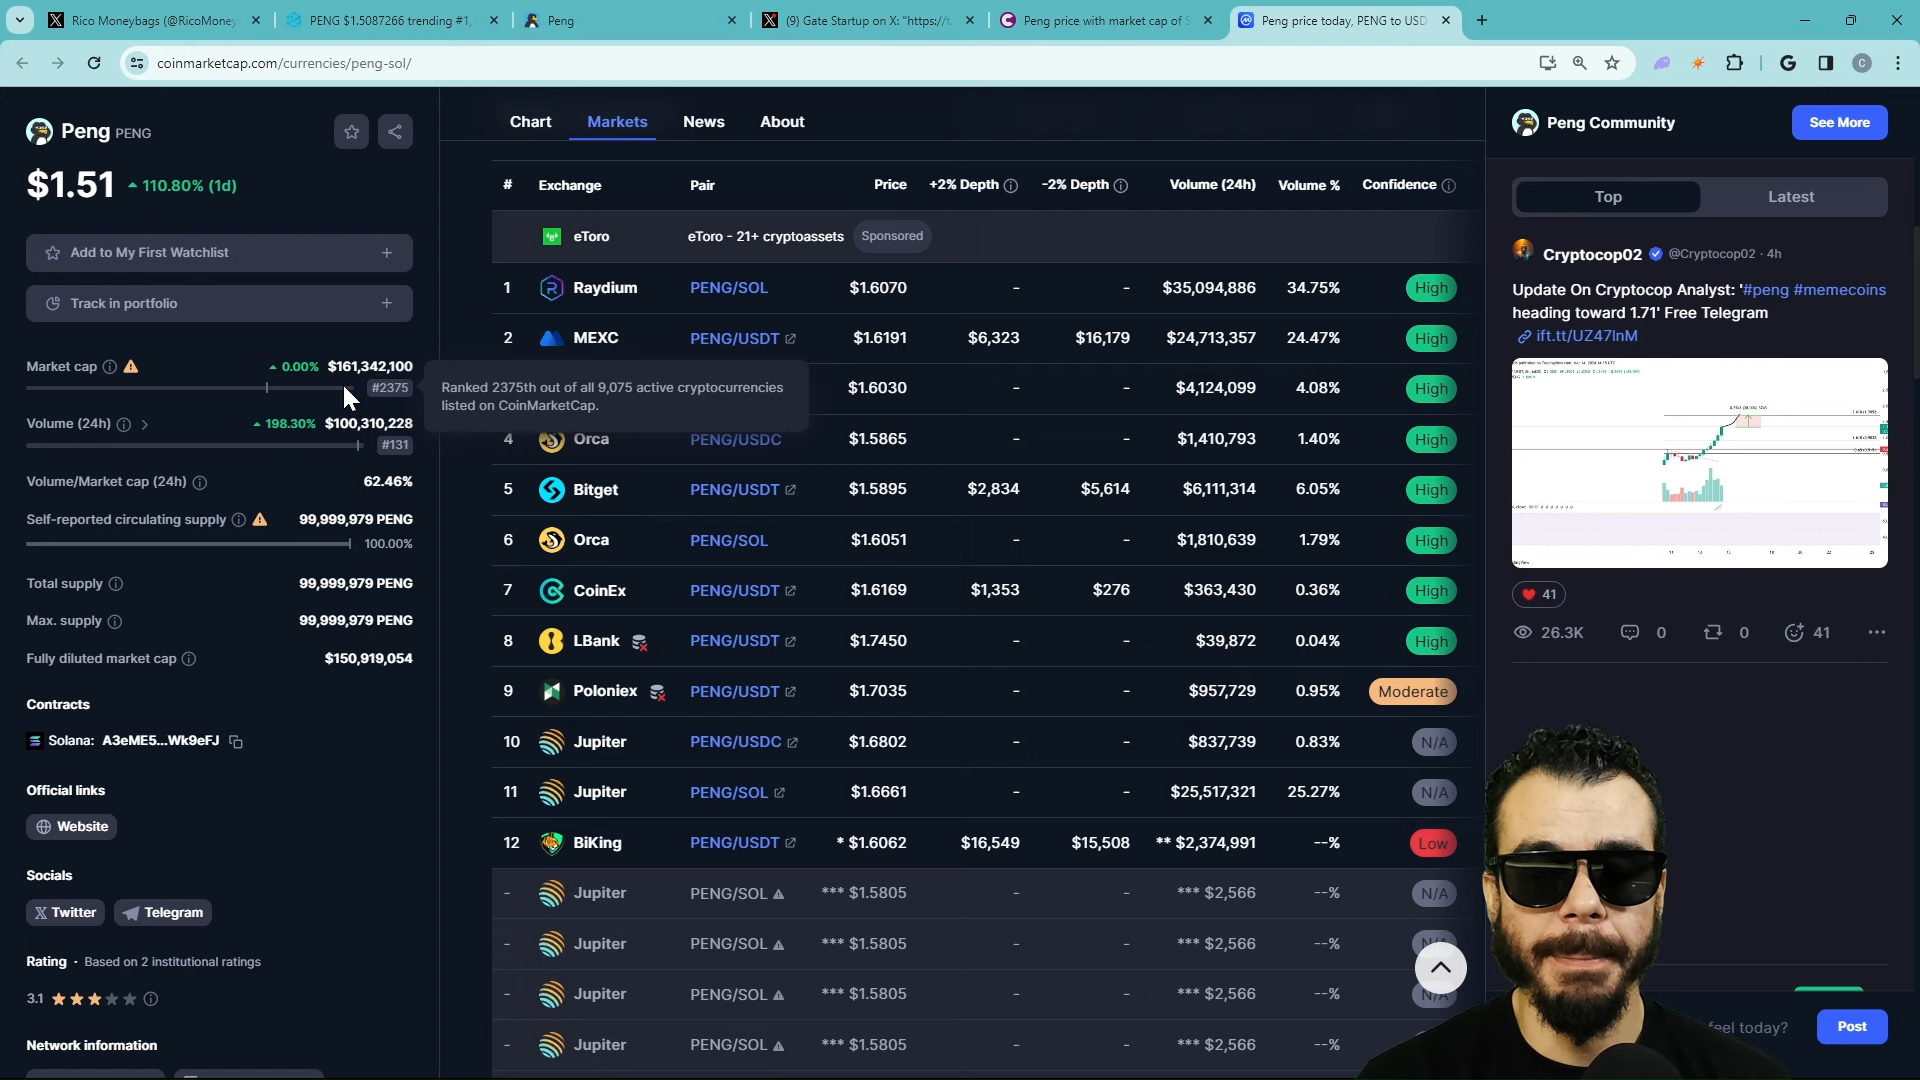 Rico Moneybags (@RicoMoney
PENG $1.5087266 trending #1,
Peng
(9) Gate Startup on X: "https://t
Peng price with market cap of $
Peng price today, PENG to USD
coinmarketcap.com/currencies/peng-sol/
C
Peng PENG
$1.51 110.80% (1d)
Add to My First Watchlist +
Track in portfolio +
Market cap 0.00% $161,342,100
#2375
Volume (24h) 198.30% $100,310,228
#131
Volume/Market cap (24h) 62.46%
Self-reported circulating supply 99,999,979 PENG
100.00%
Total supply 99,999,979 PENG
Max. supply 99,999,979 PENG
Fully diluted market cap $150,919,054
Contracts
Solana: A3eME5...Wk9eFJ
Official links
Website
Socials
Twitter Telegram
Rating · Based on 2 institutional ratings
3.1
Network information
Chart Markets News About
# Exchange Pair Price +2% Depth -2% Depth Volume (24h) Volume % Confidence
eToro eToro - 21+ cryptoassets Sponsored
1 Raydium PENG/SOL $1.6070 - - $35,094,886 34.75% High
2 MEXC PENG/USDT $1.6191 $6,323 $16,179 $24,713,357 24.47% High
Ranked 2375th out of all 9,075 active cryptocurrencies
listed on CoinMarketCap.
$1.6030 - - $4,124,099 4.08% High
4 Orca PENG/USDC $1.5865 - - $1,410,793 1.40% High
5 Bitget PENG/USDT $1.5895 $2,834 $5,614 $6,111,314 6.05% High
6 Orca PENG/SOL $1.6051 - - $1,810,639 1.79% High
7 CoinEx PENG/USDT $1.6169 $1,353 $276 $363,430 0.36% High
8 LBank PENG/USDT $1.7450 - - $39,872 0.04% High
9 Poloniex PENG/USDT $1.7035 - - $957,729 0.95% Moderate
10 Jupiter PENG/USDC $1.6802 - - $837,739 0.83% N/A
11 Jupiter PENG/SOL $1.6661 - - $25,517,321 25.27% N/A
12 BiKing PENG/USDT * $1.6062 $16,549 $15,508 ** $2,374,991 --% Low
- Jupiter PENG/SOL *** $1.5805 - - *** $2,566 --% N/A
- Jupiter PENG/SOL *** $1.5805 - - *** $2,566 --% N/A
- Jupiter PENG/SOL *** $1.5805 - - *** $2,566 --% N/A
- Jupiter PENG/SOL *** $1.5805 - - *** $2,566 --%
Peng Community See More
Top Latest
Cryptocop02 @Cryptocop02 · 4h
Update On Cryptocop Analyst: '#peng #memecoins
heading toward 1.71' Free Telegram
ift.tt/UZ47lnM
41
26.3K 0 0 41 ...
feel today? Post